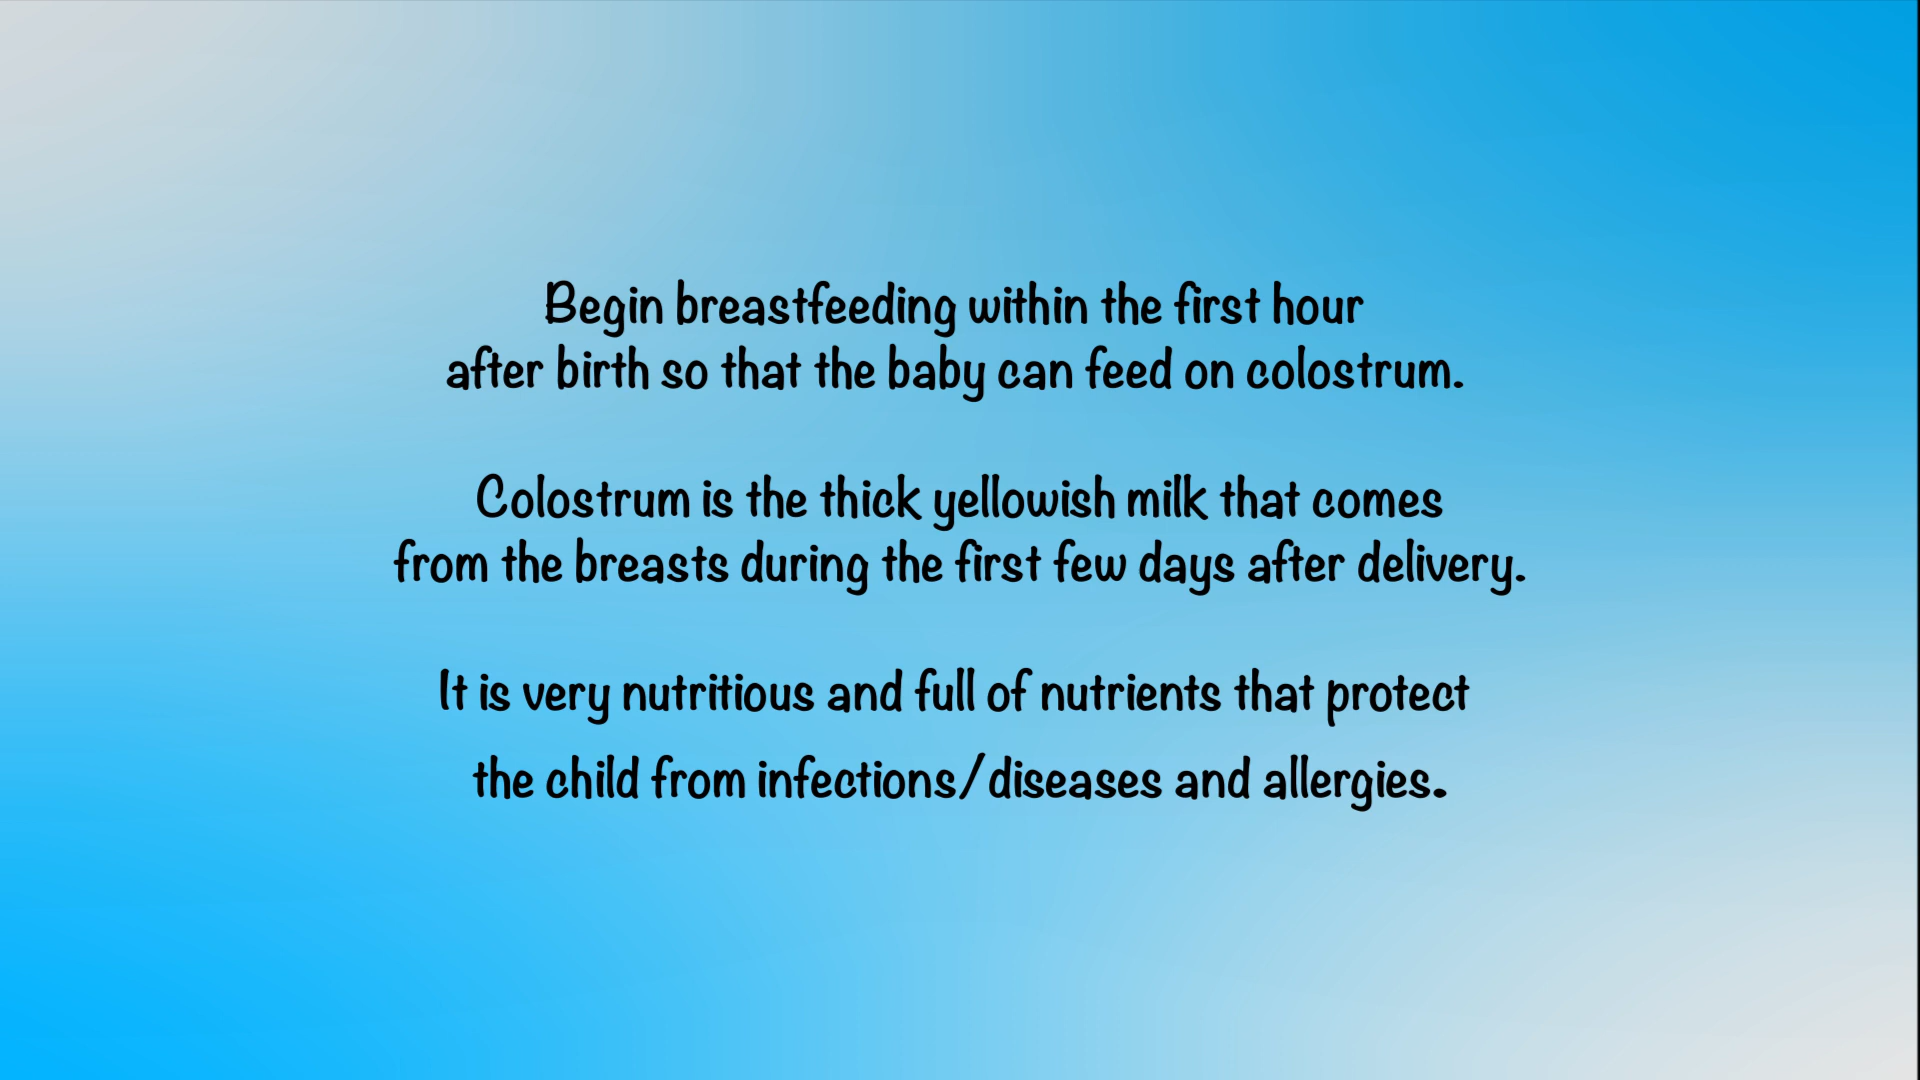 Begin breastfeeding within the first hour
after birth so that the baby can feed on colostrum.
Colostrum is the thick yellowish milk that comes
from the breasts during the first few days after delivery.
It is very nutritious and full of nutrients that protect
the child from infections/diseases and allergies.